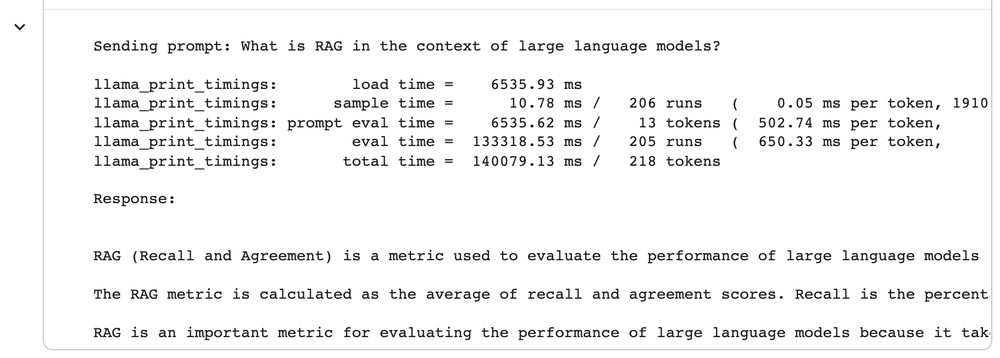 Sending prompt: What is RAG in the context of large language models?
llama_print_timings: load time = 6535.93 ms
llama_print_timings: sample time = 10.78 ms / 206 runs ( 0.05 ms per token, 1910
llama_print_timings: prompt eval time = 6535.62 ms / 13 tokens ( 502.74 ms per token,
llama_print_timings: eval time = 133318.53 ms / 205 runs ( 650.33 ms per token,
llama_print_timings: total time = 140079.13 ms / 218 tokens
Response:
RAG (Recall and Agreement) is a metric used to evaluate the performance of large language models
The RAG metric is calculated as the average of recall and agreement scores. Recall is the percent
RAG is an important metric for evaluating the performance of large language models because it tak